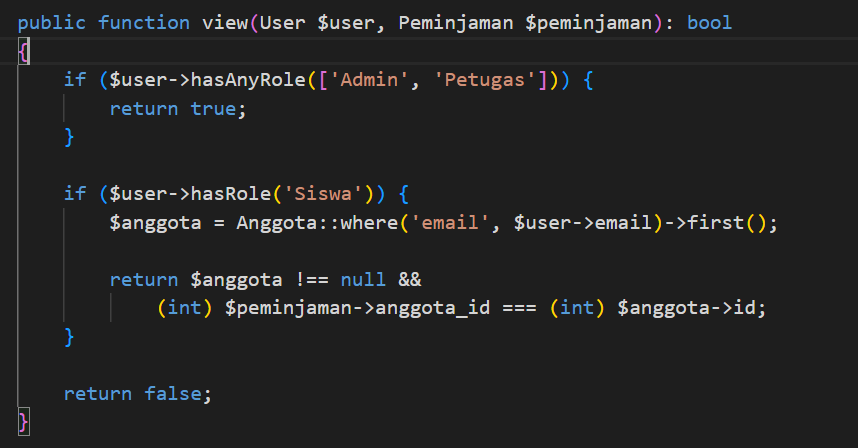 public function view(User $user, Peminjaman $peminjaman): bool
{
if ($user->hasAnyRole(['Admin', 'Petugas'])) {
return true;
}
if ($user->hasRole('Siswa')) {
$anggota = Anggota::where('email', $user->email)->first();
return $anggota !== null &&
(int) $peminjaman->anggota_id === (int) $anggota->id;
}
return false;
}